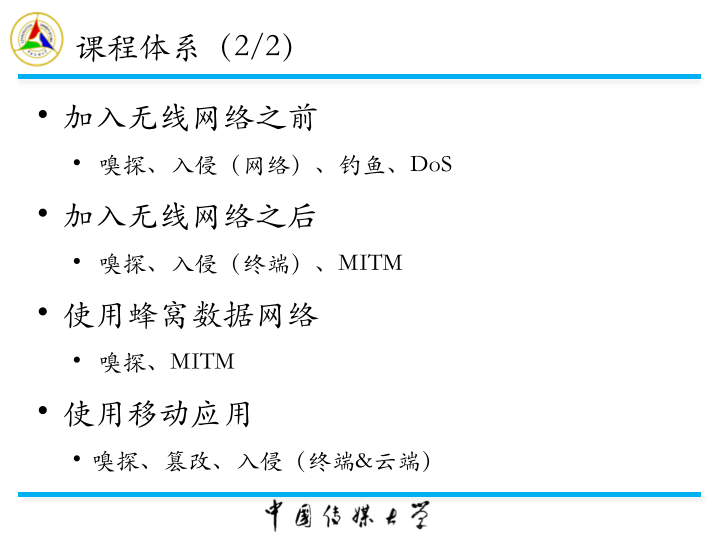 课程体系（2/2）
• 加入无线网络之前
• 嗅探、入侵（网络）、钓鱼、DoS
• 加入无线网络之后
• 嗅探、入侵（终端）、MITM
• 使用蜂窝数据网络
• 嗅探、MITM
• 使用移动应用
• 嗅探、篡改、入侵（终端&云端）
中国传媒大学